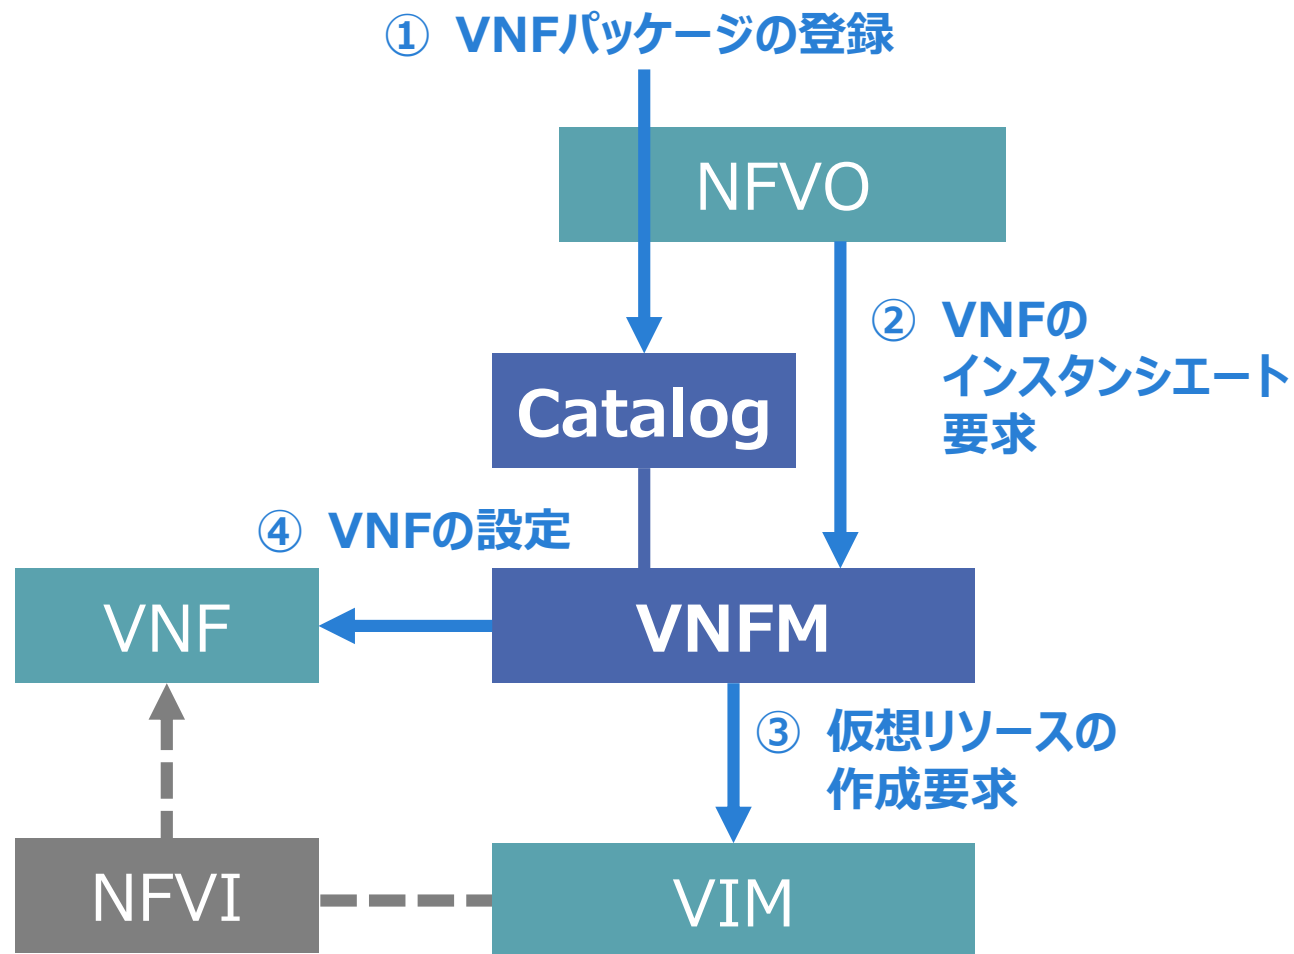 ① VNFパッケージの登録
NFVO
② VNFの
インスタンシエート
要求
Catalog
④ VNFの設定
VNF
VNFM
③ 仮想リソースの
作成要求
NFVI
VIM